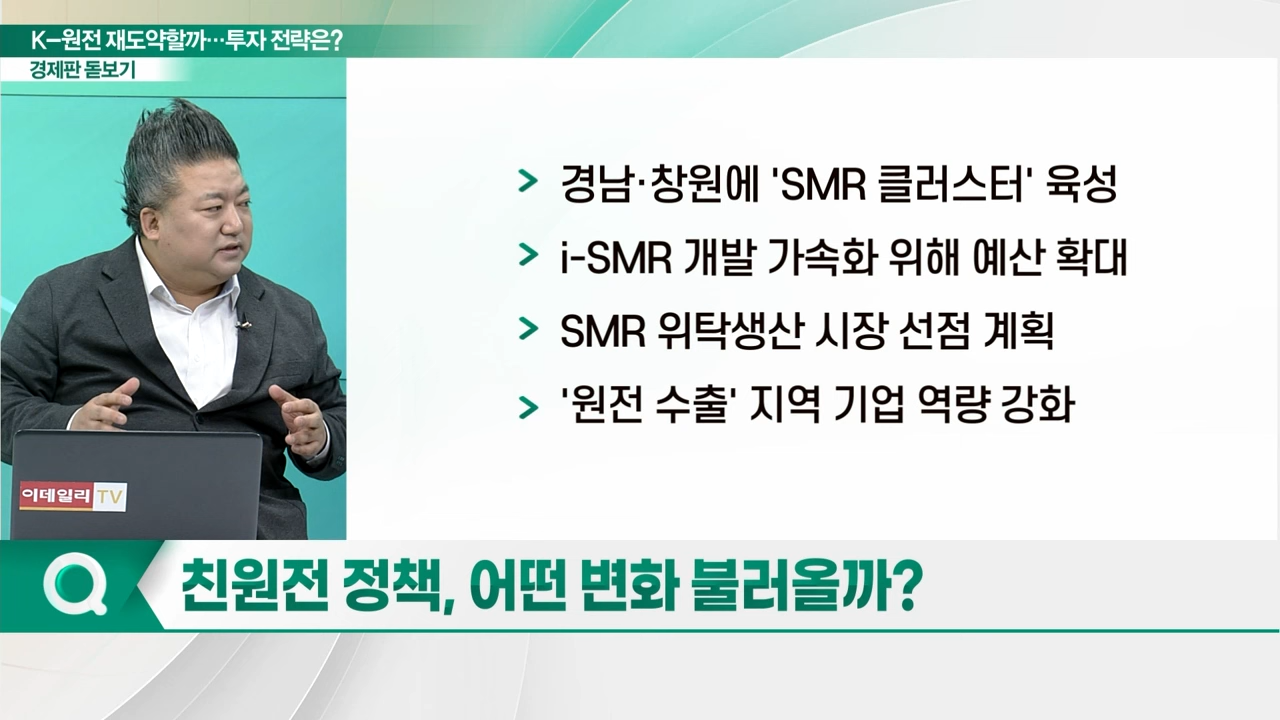 K-원전 재도약할까…투자 전략은?
경제판 돋보기
> 경남·창원에 'SMR 클러스터' 육성
> i-SMR 개발 가속화 위해 예산 확대
> SMR 위탁생산 시장 선점 계획
> '원전 수출' 지역 기업 역량 강화
이데일리 TV
Q 친원전 정책, 어떤 변화 불러올까?